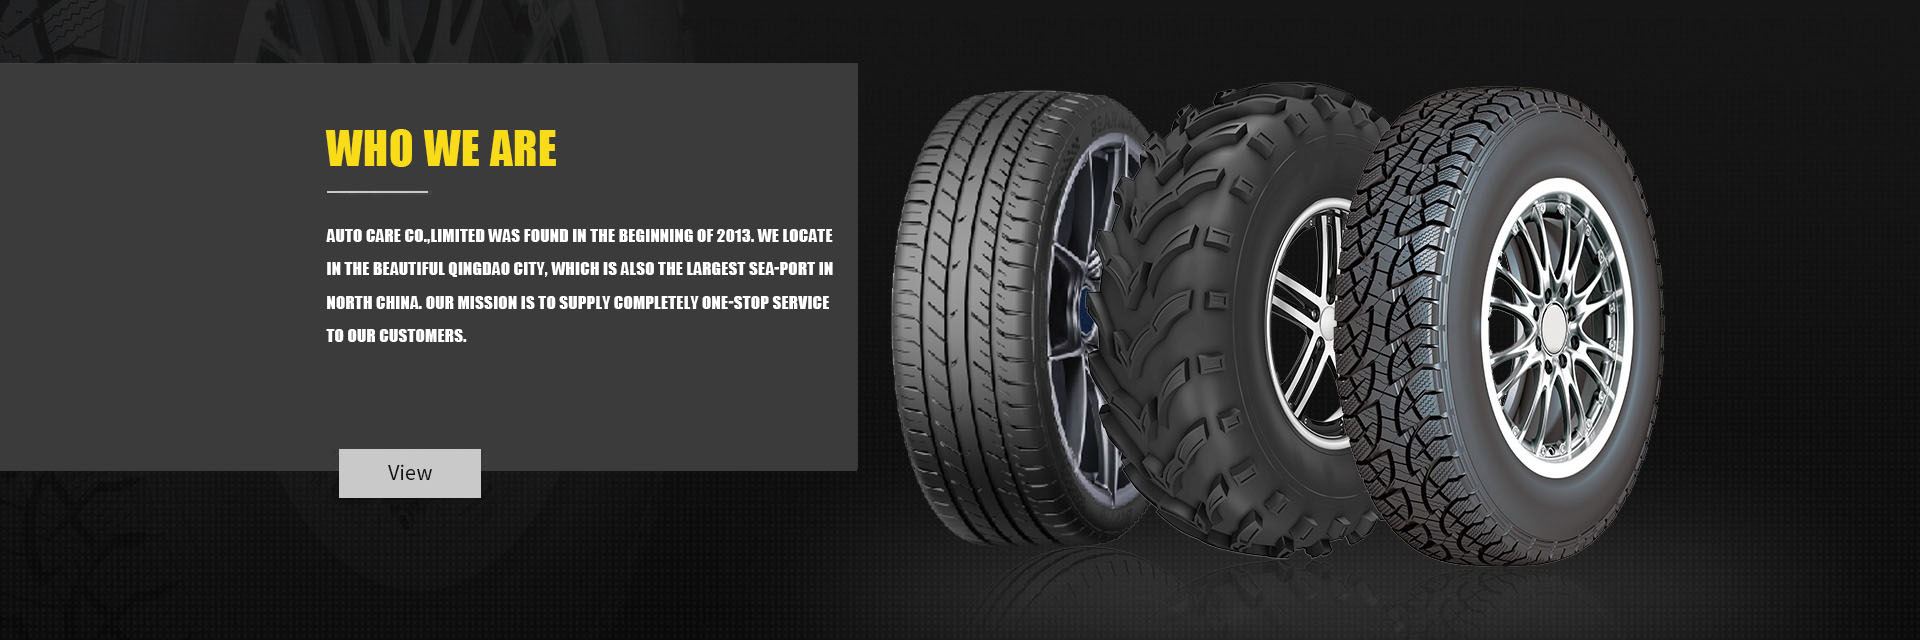 WHO WE ARE
AUTO CARE CO.,LIMITED WAS FOUND IN THE BEGINNING OF 2013. WE LOCATE
IN THE BEAUTIFUL QINGDAO CITY, WHICH IS ALSO THE LARGEST SEA-PORT IN
NORTH CHINA. OUR MISSION IS TO SUPPLY COMPLETELY ONE-STOP SERVICE
TO OUR CUSTOMERS.
View